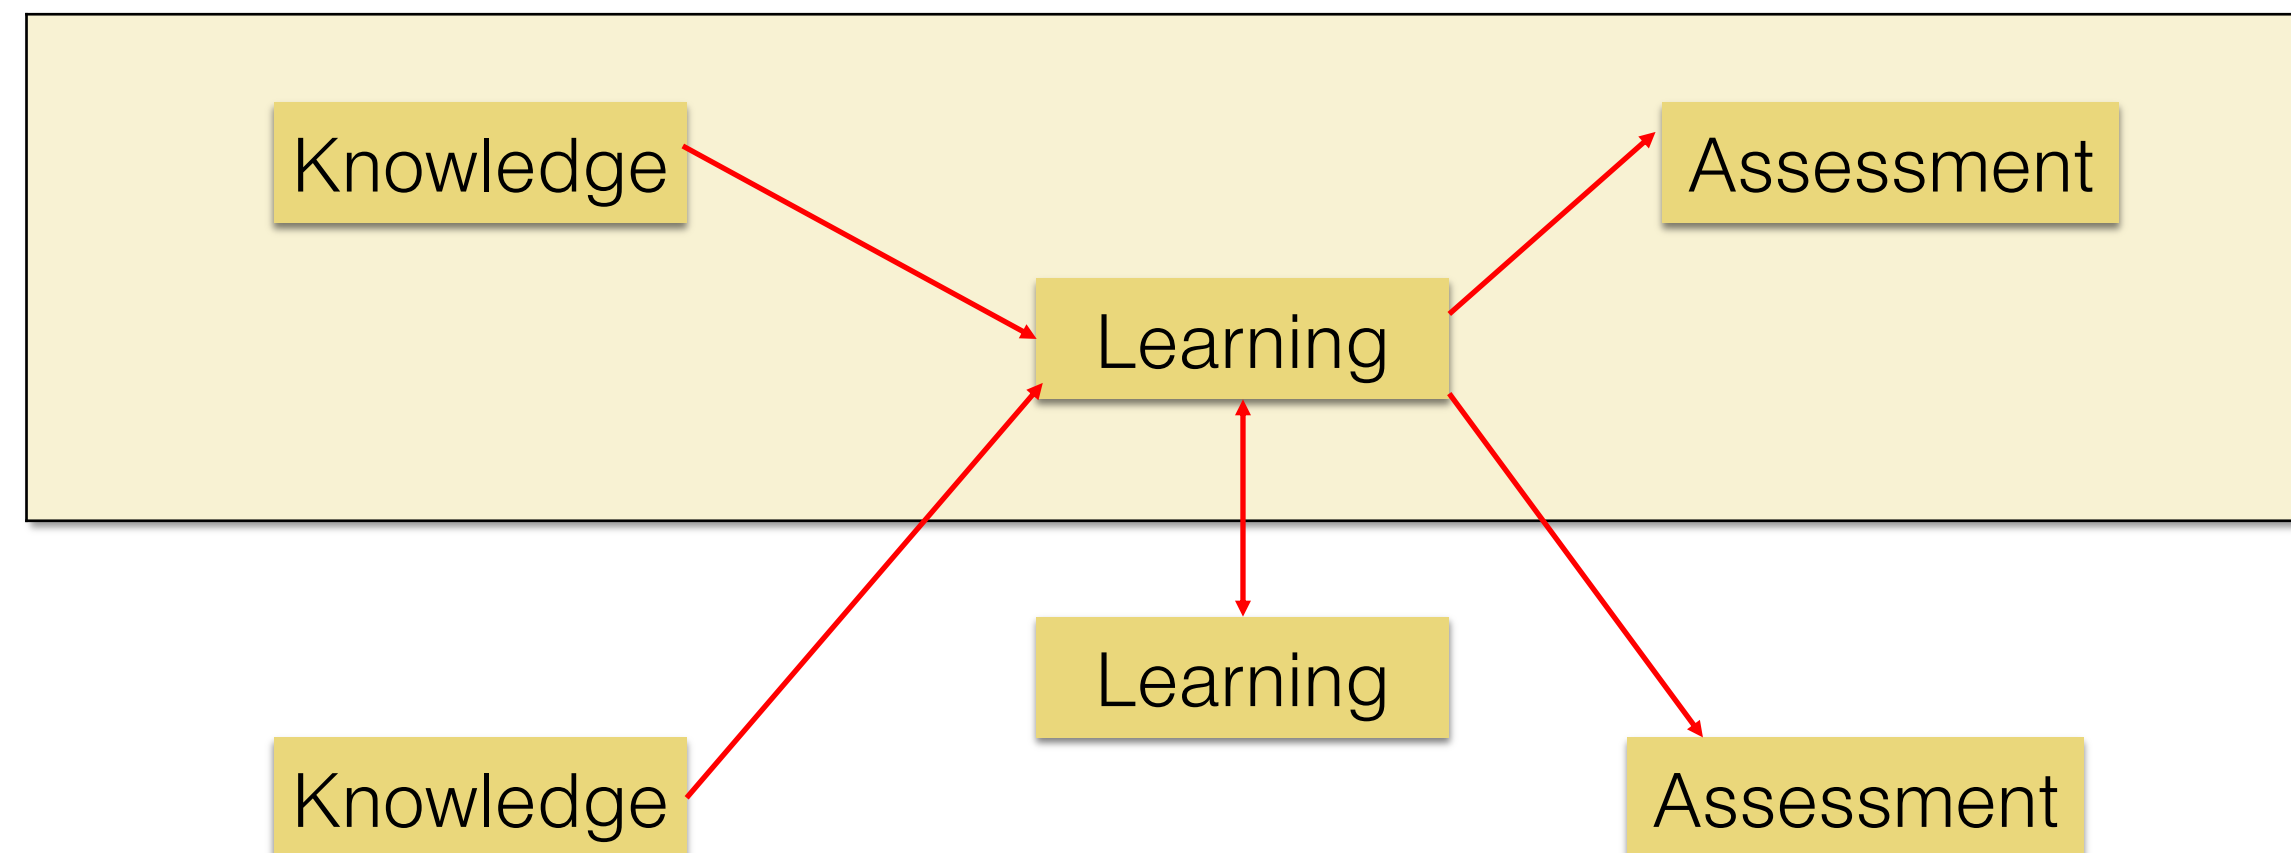 Knowledge
Assessment
Learning
Learning
Knowledge
Assessment